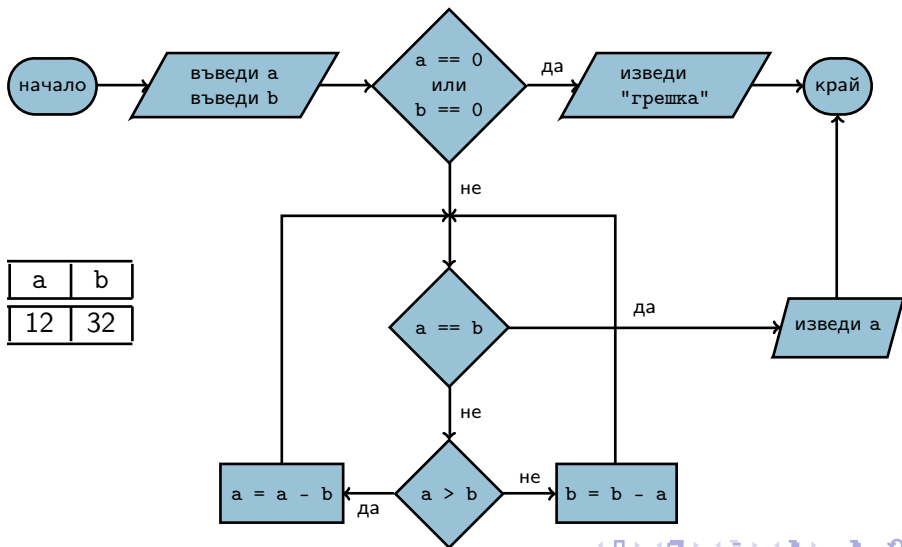 начало
въведи a
въведи b
a == 0
или
b == 0
да
изведи
"грешка"
край
не
a b
12 32
a == b
да
изведи a
не
a = a - b
да
a > b
не
b = b - a